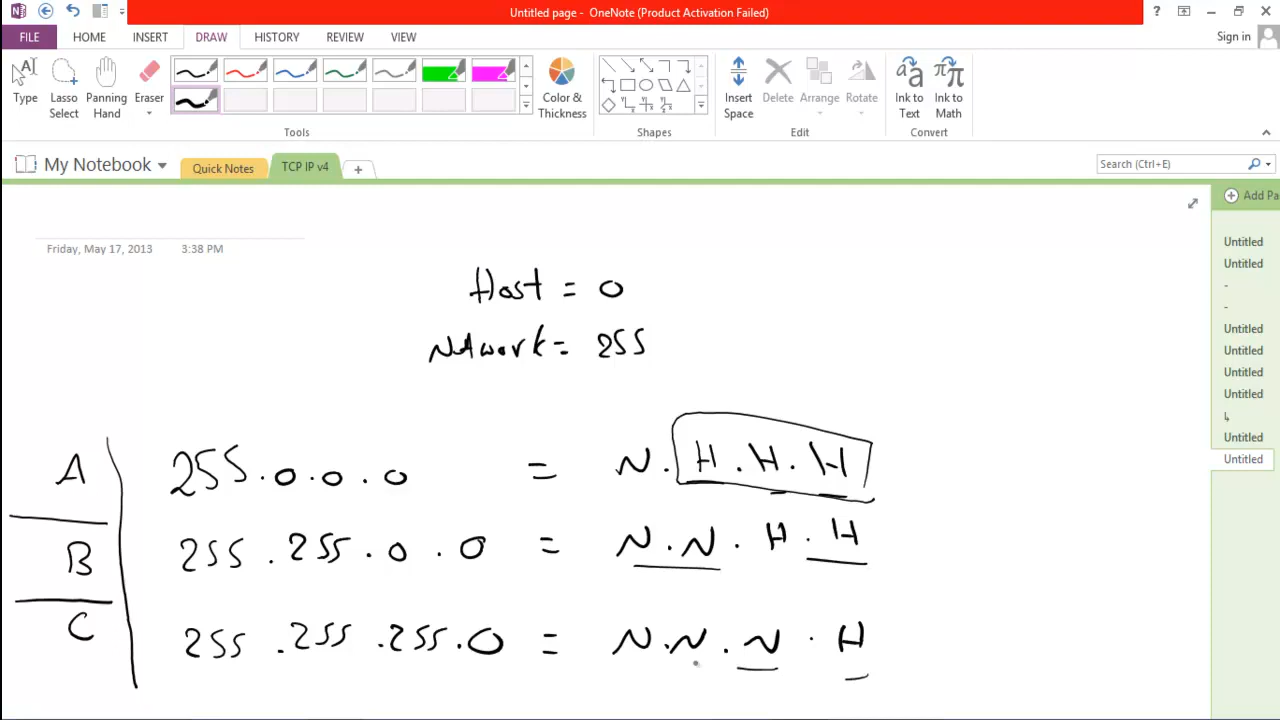 Untitled page - OneNote (Product Activation Failed)
FILE HOME INSERT DRAW HISTORY REVIEW VIEW
Sign in
Type
Lasso Select
Panning Hand
Eraser
Color & Thickness
Insert Space
Delete
Arrange
Rotate
Ink to Text
Ink to Math
Tools
Shapes
Edit
Convert
My Notebook
Quick Notes
TCP IP v4
Search (Ctrl+E)
Add Pa
Untitled
Untitled
-
-
Untitled
Untitled
Untitled
Untitled
Untitled
Untitled
Friday, May 17, 2013 3:38 PM
Host = 0
Network = 255
A 255.0.0.0 = N.H.H.H
B 255.255.0.0 = N.N.H.H
C 255.255.255.0 = N.N.N.H